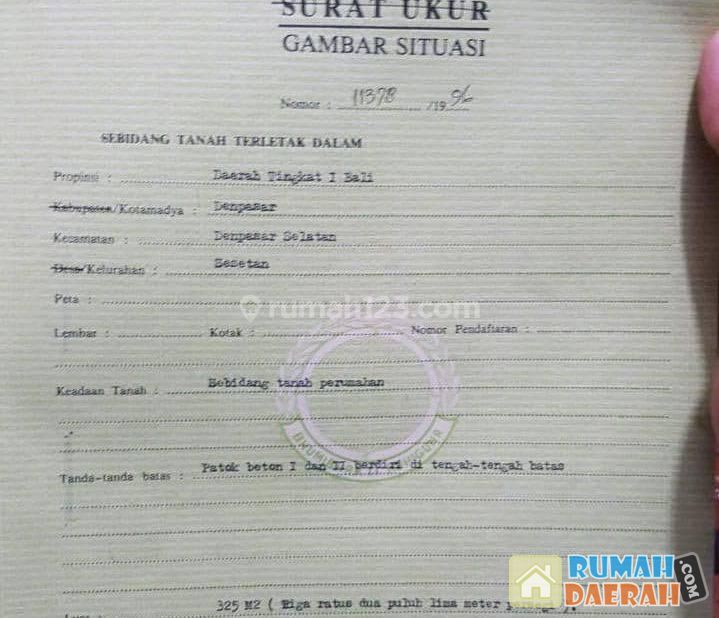 SURAT UKUR
GAMBAR SITUASI
Nomor : 11378 /1996
SEBIDANG TANAH TERLETAK DALAM
Propinsi : Daerah Tingkat I Bali
Kabupaten/Kotamadya : Denpasar
Kecamatan : Denpasar Selatan
Desa/Kelurahan : Sesetan
Peta :
rumah123.com
Lembar : Kotak : Nomor Pendaftaran :
Keadaan Tanah : Sebidang tanah perumahan
BHUMI
Tanda-tanda batas : Patok beton I dan II berdiri di tengah-tengah batas
RUMAH
DAERAH.com
325 M2 ( Tiga ratus dua puluh lima meter